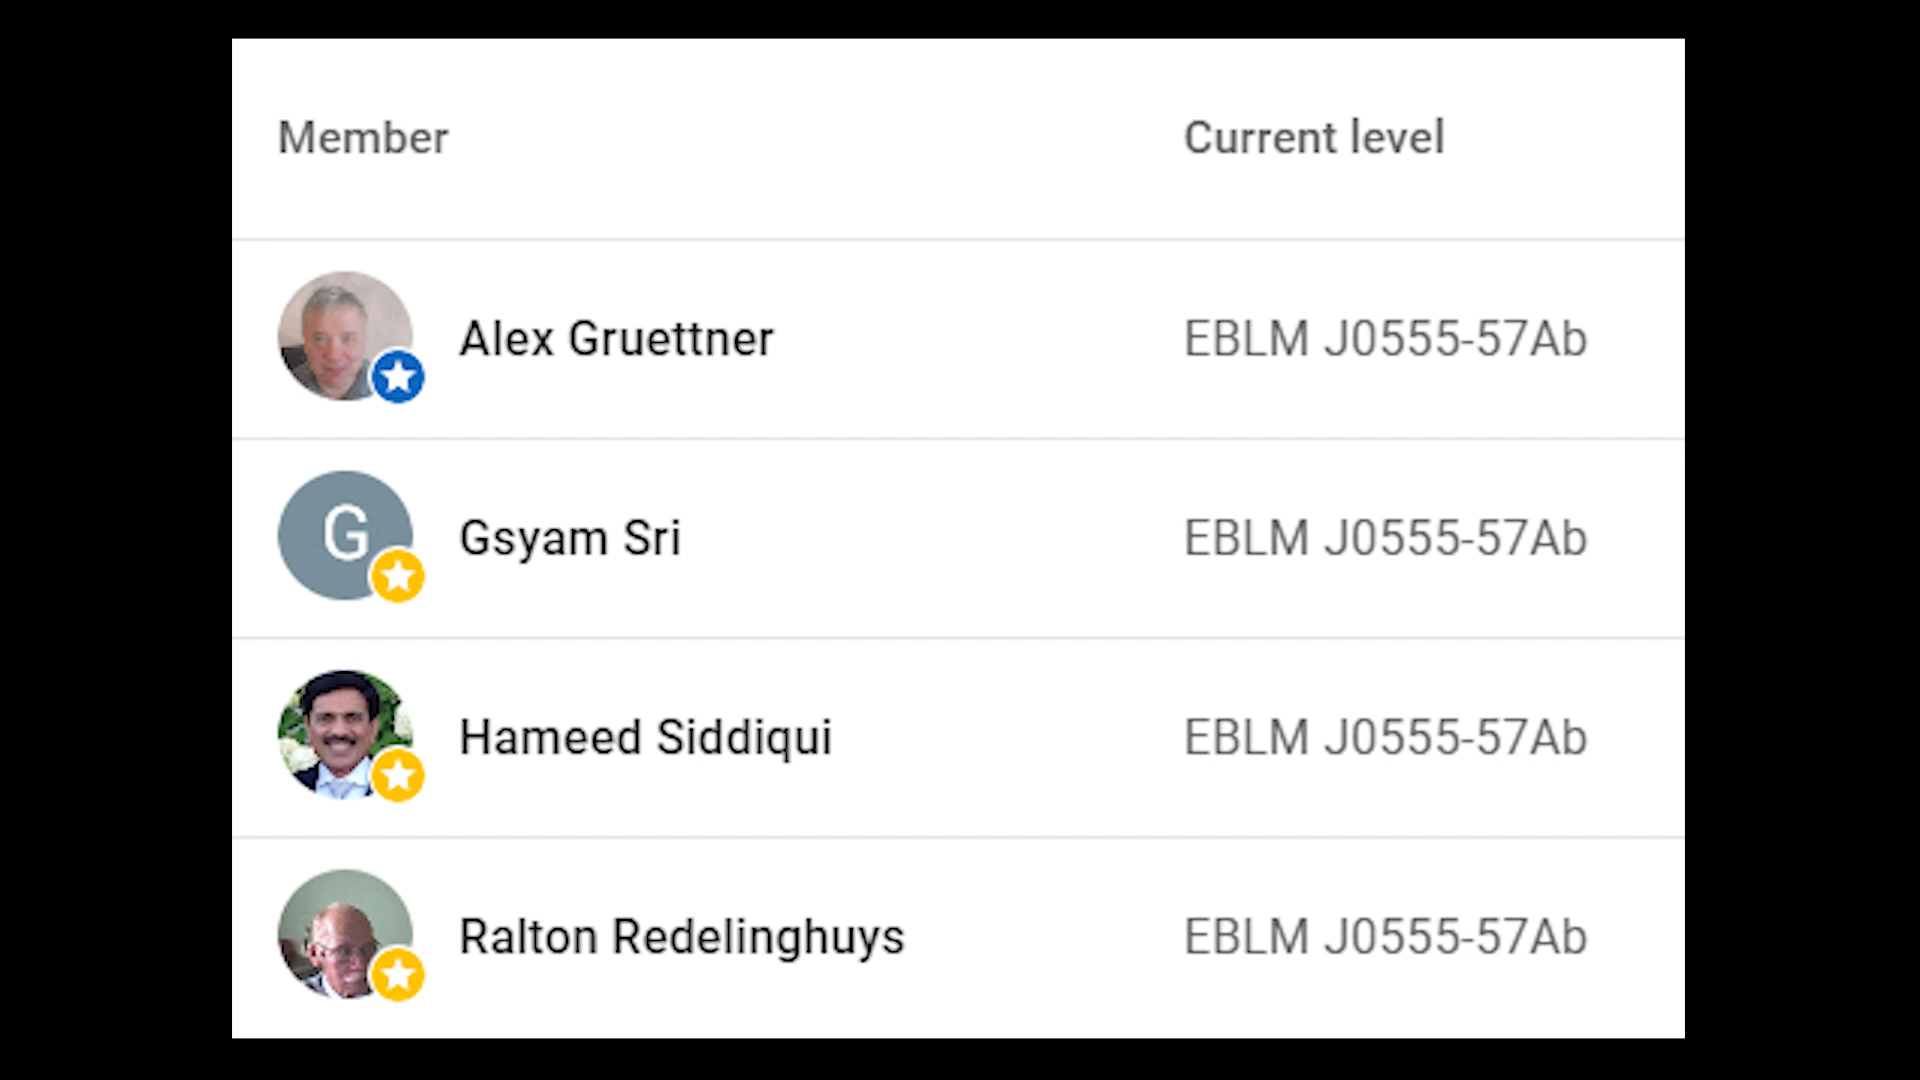 Member Current level
Alex Gruettner EBLM J0555-57Ab
G Gsyam Sri EBLM J0555-57Ab
Hameed Siddiqui EBLM J0555-57Ab
Ralton Redelinghuys EBLM J0555-57Ab